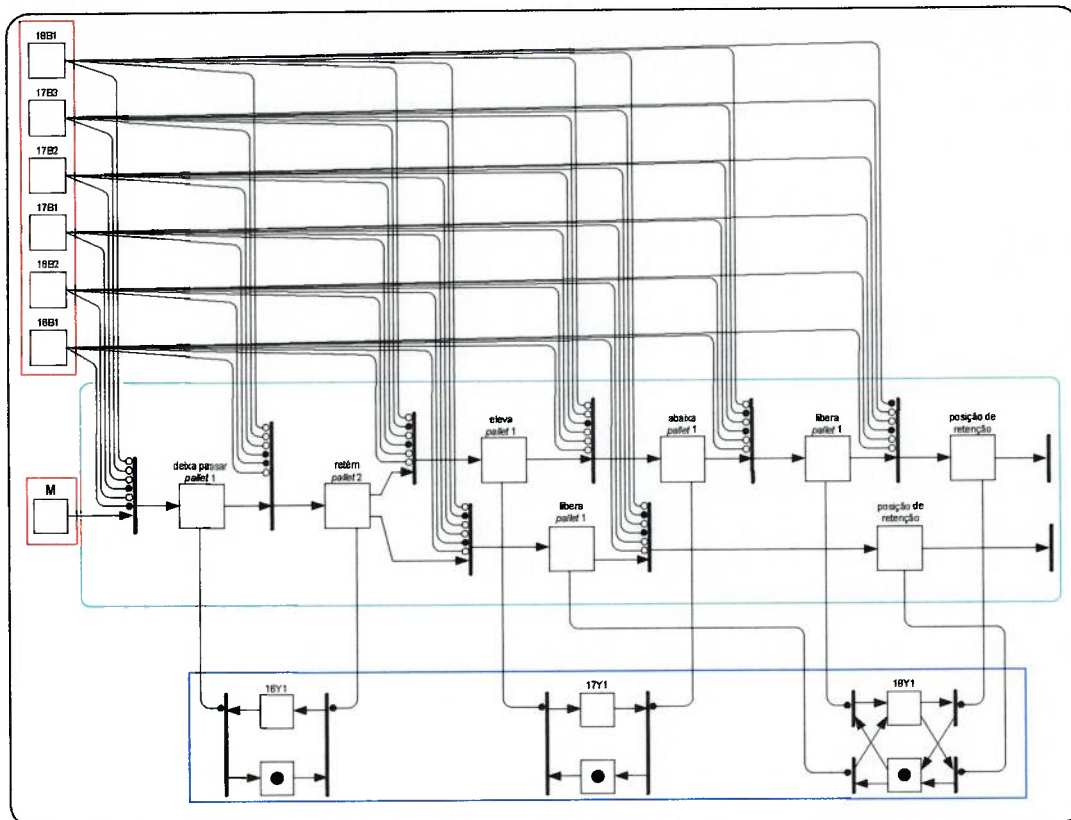 18B1
17B3
17B2
17B1
16B2
16B1
M
deixa passar
pallet 1
retêm
pallet 2
eleva
pallet 1
libera
pallet 1
abaixa
pallet 1
libera
pallet 1
posição de
retenção
posição de
retenção
16Y1
17Y1
18Y1